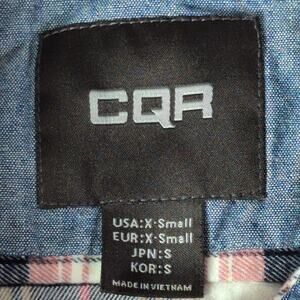 CQR
USA:X-Small
EUR:X-Small
JPN:S
KOR:S
MADE IN VIETNAM